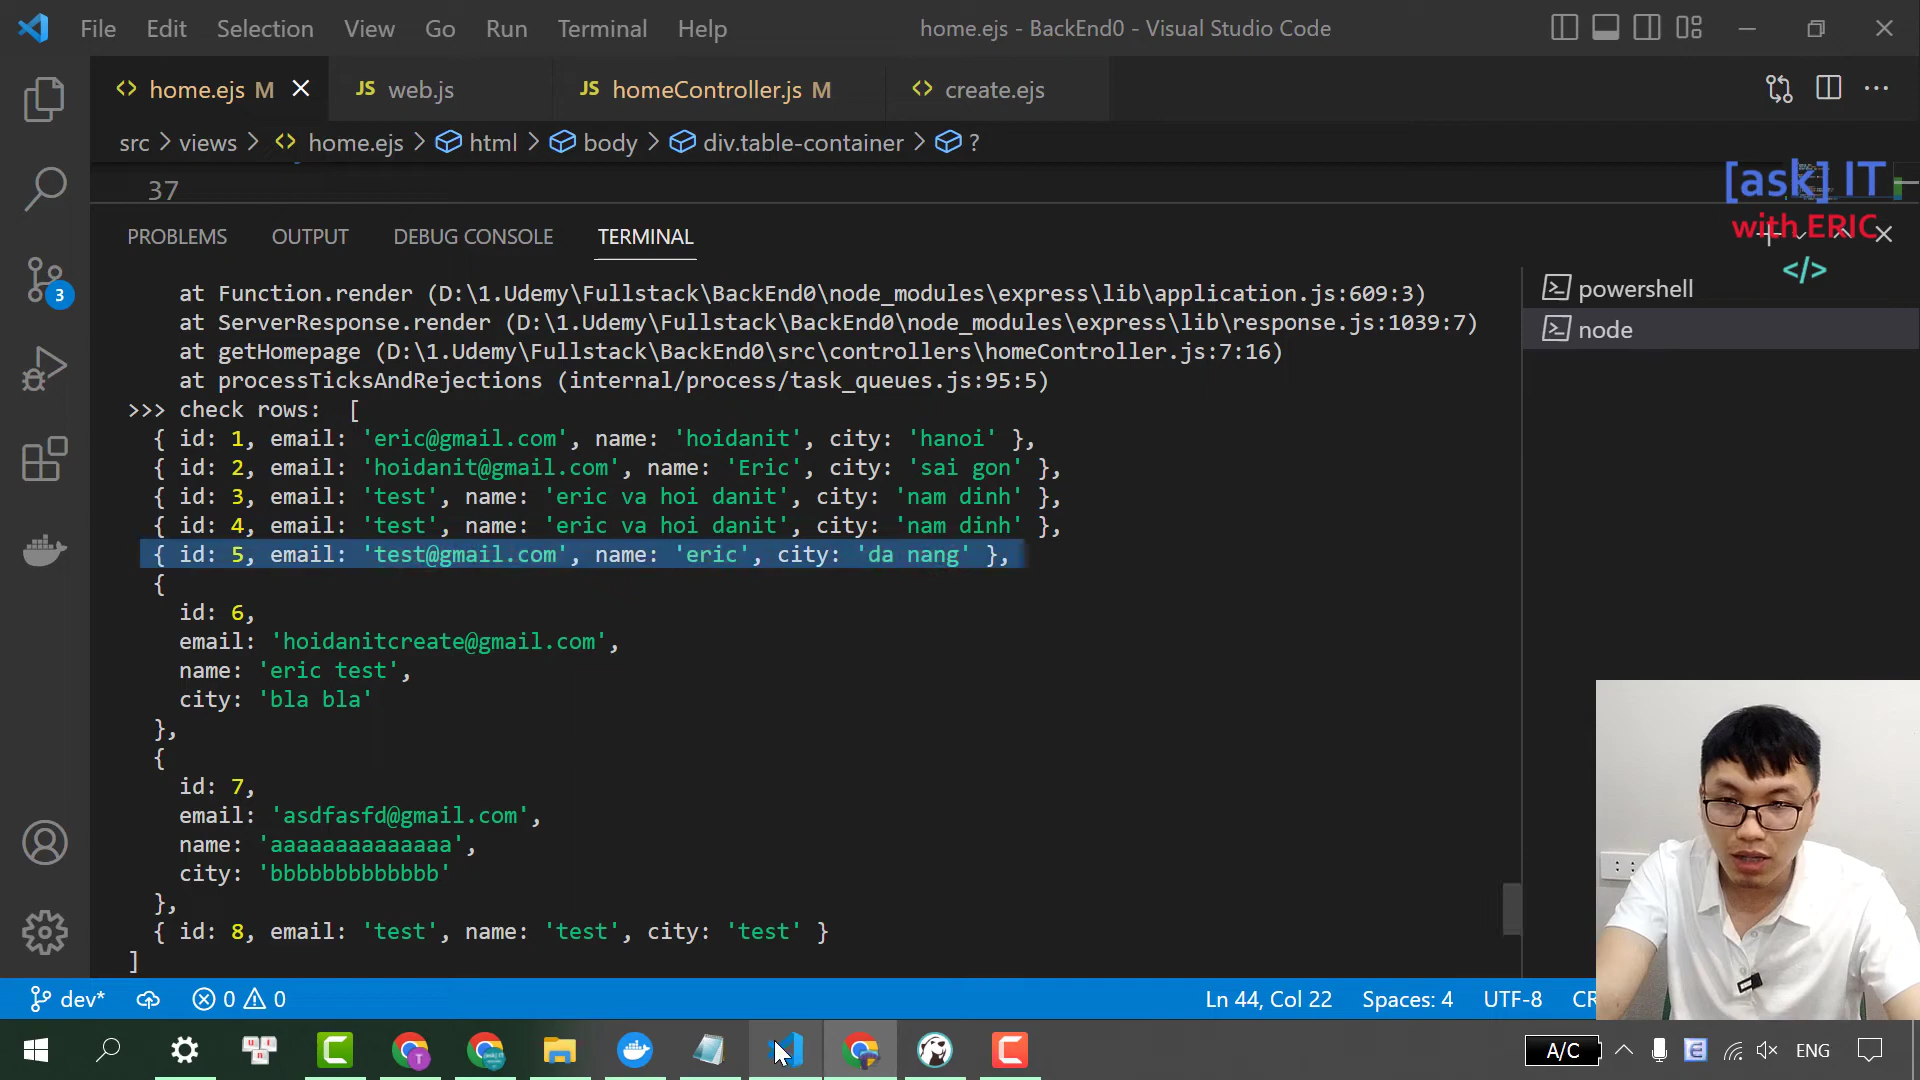 File Edit Selection View Go Run Terminal Help
home.ejs - BackEnd0 - Visual Studio Code
home.ejs M
JS web.js
JS homeController.js M
create.ejs
src > views > home.ejs > html > body > div.table-container > ?
37
[ask] IT
with ERIC
</>
PROBLEMS OUTPUT DEBUG CONSOLE TERMINAL
powershell
node
at Function.render (D:\1.Udemy\Fullstack\BackEnd0\node_modules\express\lib\application.js:609:3)
at ServerResponse.render (D:\1.Udemy\Fullstack\BackEnd0\node_modules\express\lib\response.js:1039:7)
at getHomepage (D:\1.Udemy\Fullstack\BackEnd0\src\controllers\homeController.js:7:16)
at processTicksAndRejections (internal/process/task_queues.js:95:5)
>>> check rows:  [
{ id: 1, email: 'eric@gmail.com', name: 'hoidanit', city: 'hanoi' },
{ id: 2, email: 'hoidanit@gmail.com', name: 'Eric', city: 'sai gon' },
{ id: 3, email: 'test', name: 'eric va hoi danit', city: 'nam dinh' },
{ id: 4, email: 'test', name: 'eric va hoi danit', city: 'nam dinh' },
{ id: 5, email: 'test@gmail.com', name: 'eric', city: 'da nang' },
{
id: 6,
email: 'hoidanitcreate@gmail.com',
name: 'eric test',
city: 'bla bla'
},
{
id: 7,
email: 'asdfasfd@gmail.com',
name: 'aaaaaaaaaaaaaa',
city: 'bbbbbbbbbbbbb'
},
{ id: 8, email: 'test', name: 'test', city: 'test' }
]
3
dev* 0 0
Ln 44, Col 22 Spaces: 4 UTF-8 CR
A/C
ENG